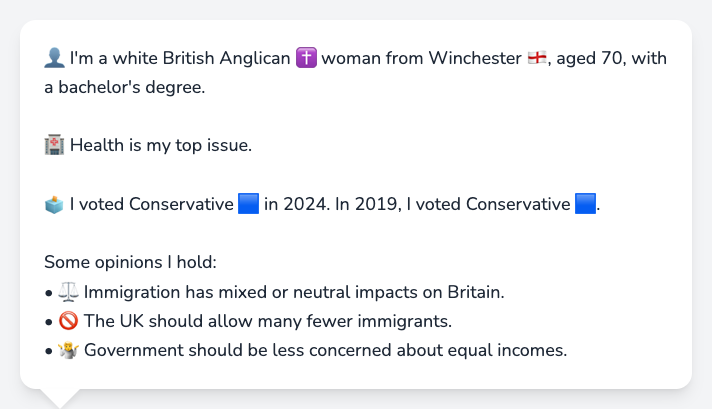 👤 I'm a white British Anglican ✝️ woman from Winchester 🏴󠁧󠁢󠁥󠁮󠁧󠁿, aged 70, with
a bachelor's degree.
🏥 Health is my top issue.
🗳️ I voted Conservative 🟦 in 2024. In 2019, I voted Conservative 🟦.
Some opinions I hold:
• ⚖️ Immigration has mixed or neutral impacts on Britain.
• 🚫 The UK should allow many fewer immigrants.
• 🤷 Government should be less concerned about equal incomes.